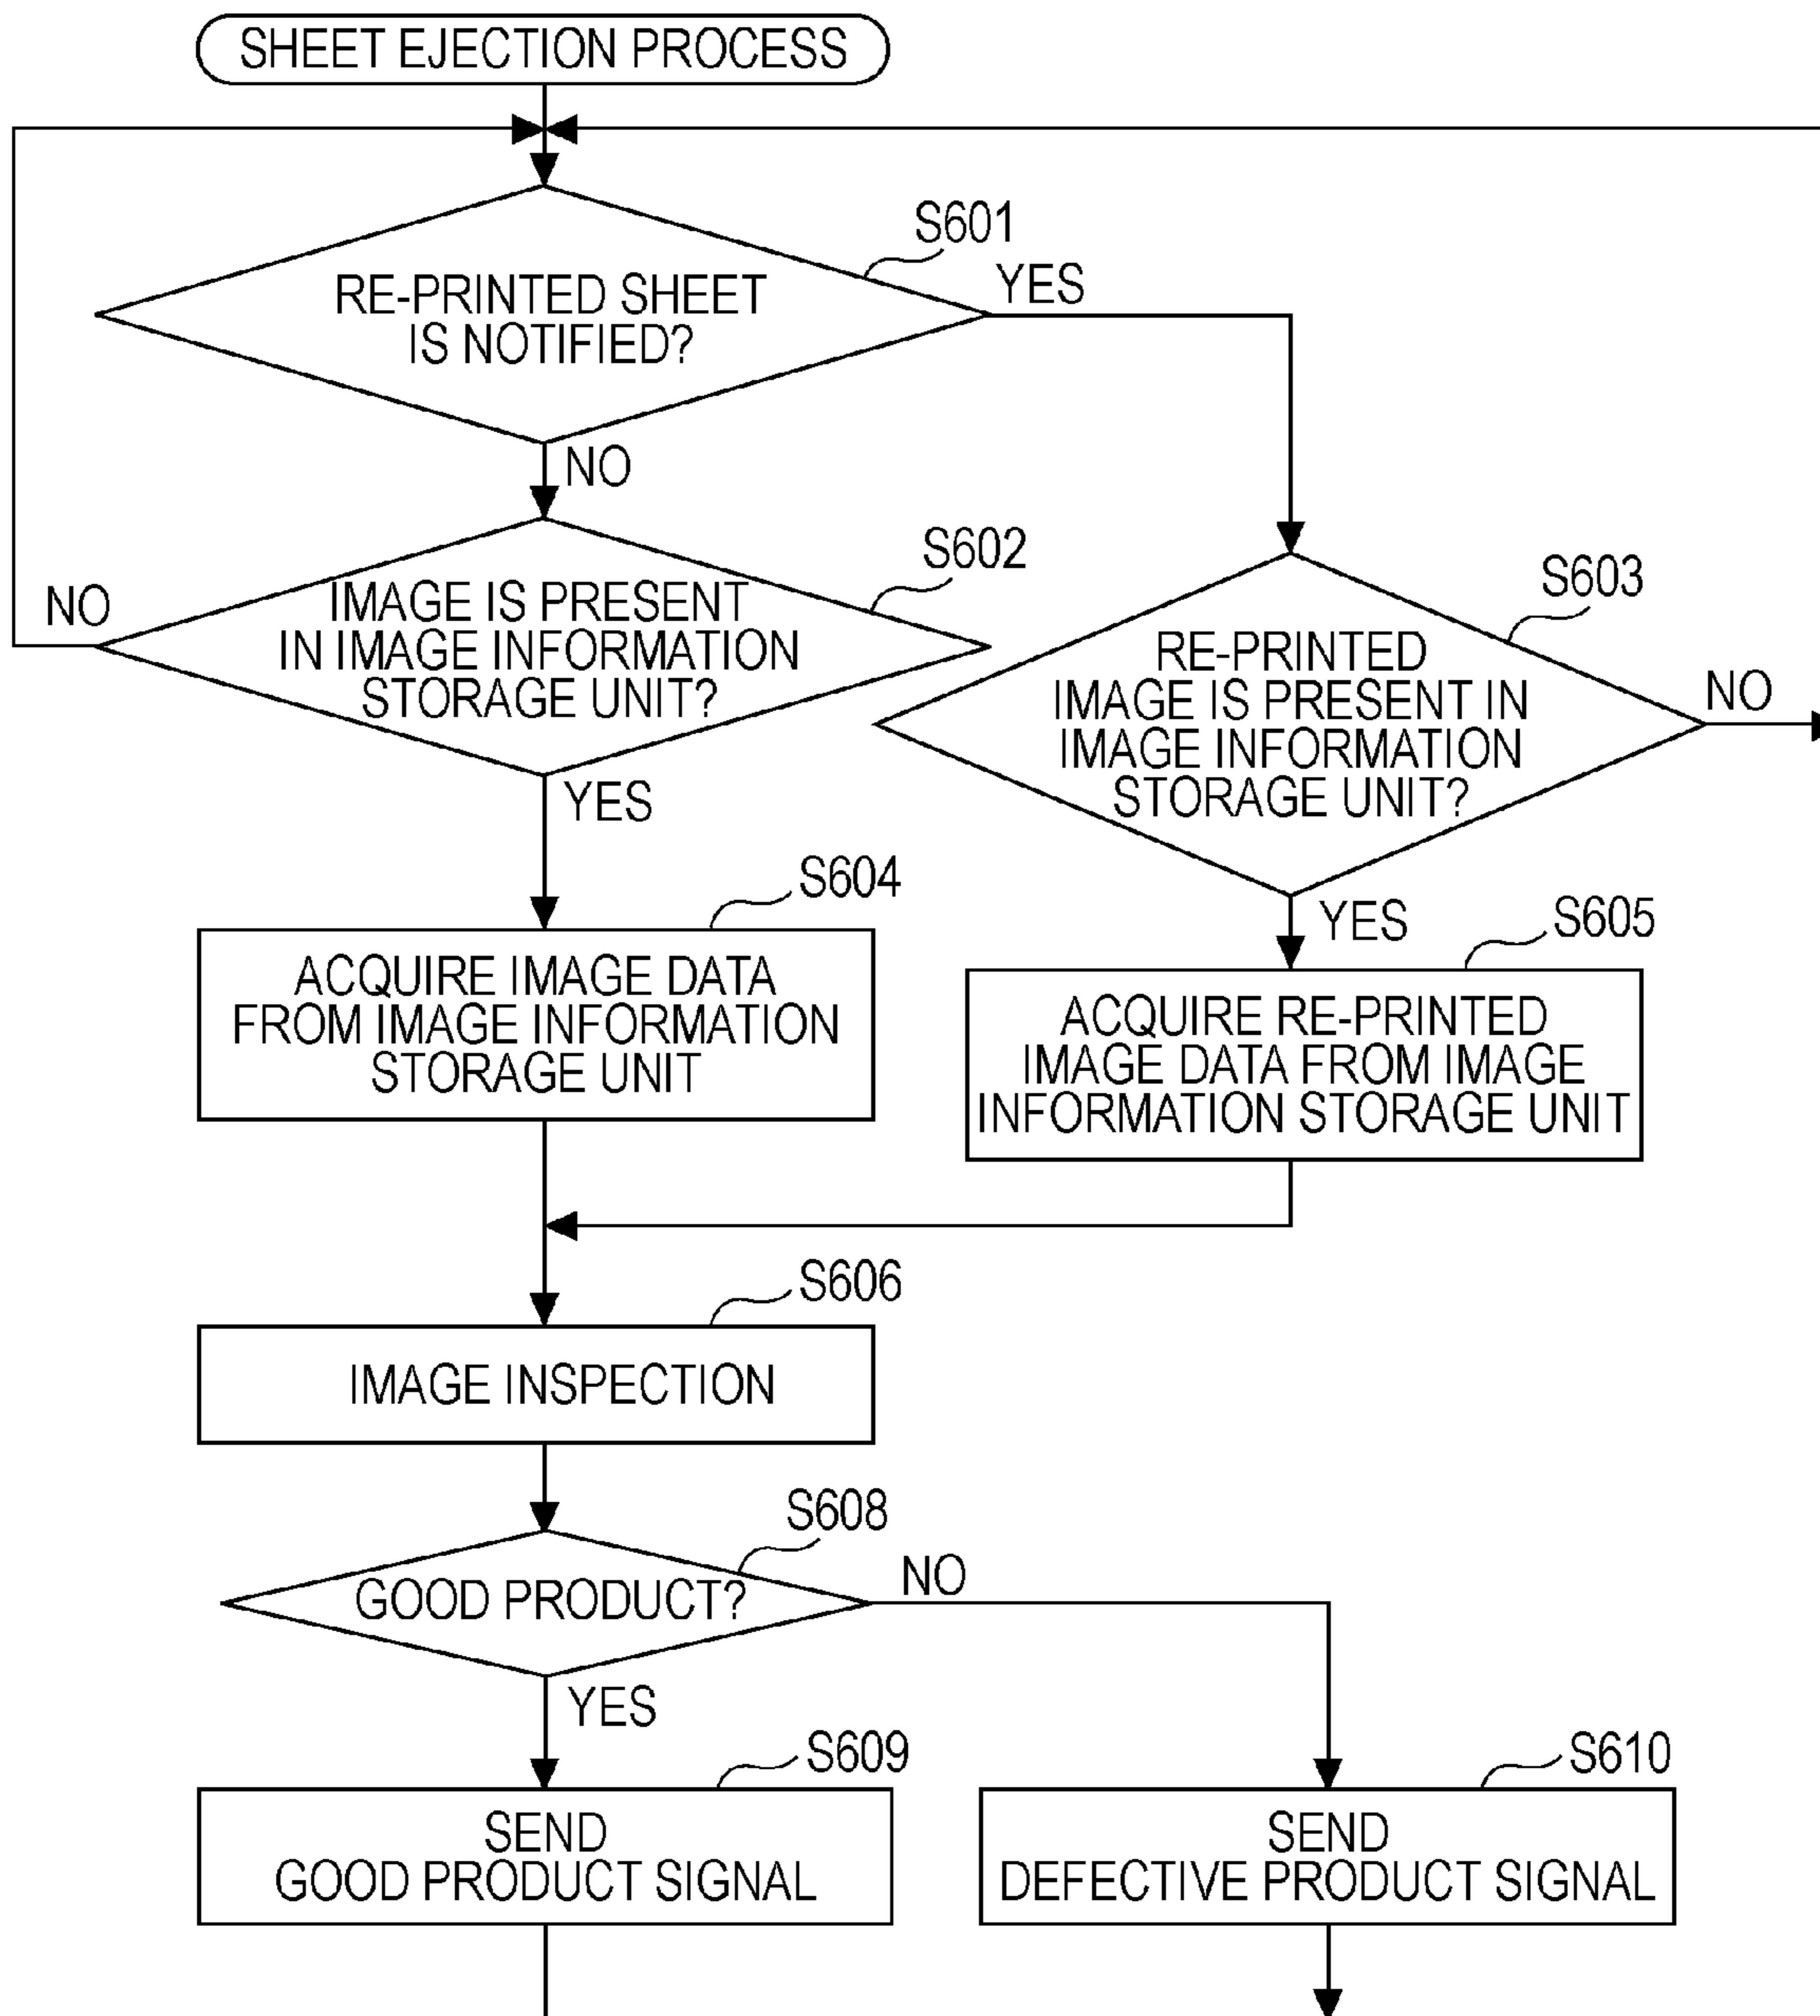 SHEET EJECTION PROCESS
S601
RE-PRINTED SHEET
IS NOTIFIED?
YES
NO
S602
IMAGE IS PRESENT
IN IMAGE INFORMATION
STORAGE UNIT?
NO
YES
S603
RE-PRINTED
IMAGE IS PRESENT IN
IMAGE INFORMATION
STORAGE UNIT?
NO
YES
S604
ACQUIRE IMAGE DATA
FROM IMAGE INFORMATION
STORAGE UNIT
S605
ACQUIRE RE-PRINTED
IMAGE DATA FROM IMAGE
INFORMATION STORAGE UNIT
S606
IMAGE INSPECTION
S608
GOOD PRODUCT?
NO
YES
S609
SEND
GOOD PRODUCT SIGNAL
S610
SEND
DEFECTIVE PRODUCT SIGNAL